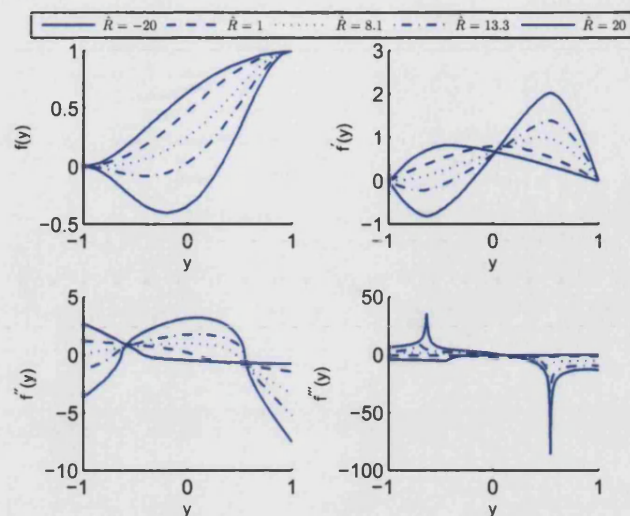 R̂ = −20 R̂ = 1 R̂ = 8.1 R̂ = 13.3 R̂ = 20
1
0.5
0
−0.5
f(y)
−1 0 1
y
3
2
1
0
−1
f'(y)
−1 0 1
y
5
0
−5
−10
f''(y)
−1 0 1
y
50
0
−50
−100
f'''(y)
−1 0 1
y